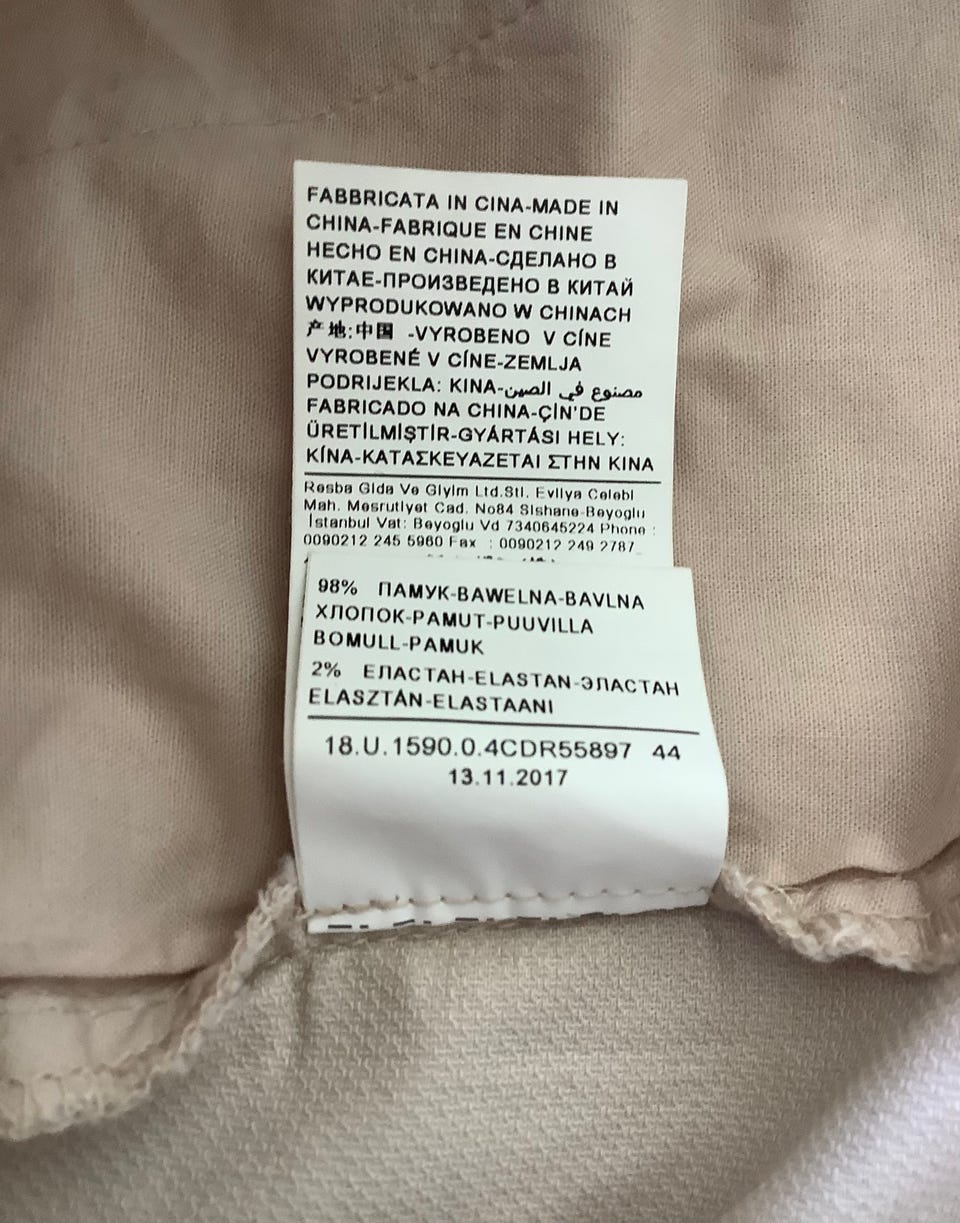 FABBRICATA IN CINA-MADE IN
CHINA-FABRIQUE EN CHINE
HECHO EN CHINA-СДЕЛАНО В
КИТАЕ-ПРОИЗВЕДЕНО В КИТАЙ
WYPRODUKOWANO W CHINACH
产地:中国 -VYROBENO V CÍNE
VYROBENÉ V CÍNE-ZEMLJA
PODRIJEKLA: KINA-مصنوع في الصين
FABRICADO NA CHINA-ÇİN'DE
ÜRETİLMİŞTİR-GYÁRTÁSI HELY:
KÍNA-ΚΑΤΑΣΚΕΥΑΖΕΤΑΙ ΣΤΗΝ ΚΙΝΑ
Resba Gida Ve Giyim Ltd.Sti. Evliya Celebi
Mah. Mesrutiyet Cad. No84 Sishane-Beyoglu
İstanbul Vat: Beyoglu Vd 7340645224 Phone :
0090212 245 5960 Fax : 0090212 249 2787
98% ПАМУК-BAWELNA-BAVLNA
ХЛОПОК-PAMUT-PUUVILLA
BOMULL-PAMUK
2% ЕЛАСТАН-ELASTAN-ЭЛАСТАН
ELASZTÁN-ELASTAANI
18.U.1590.0.4CDR55897 44
13.11.2017